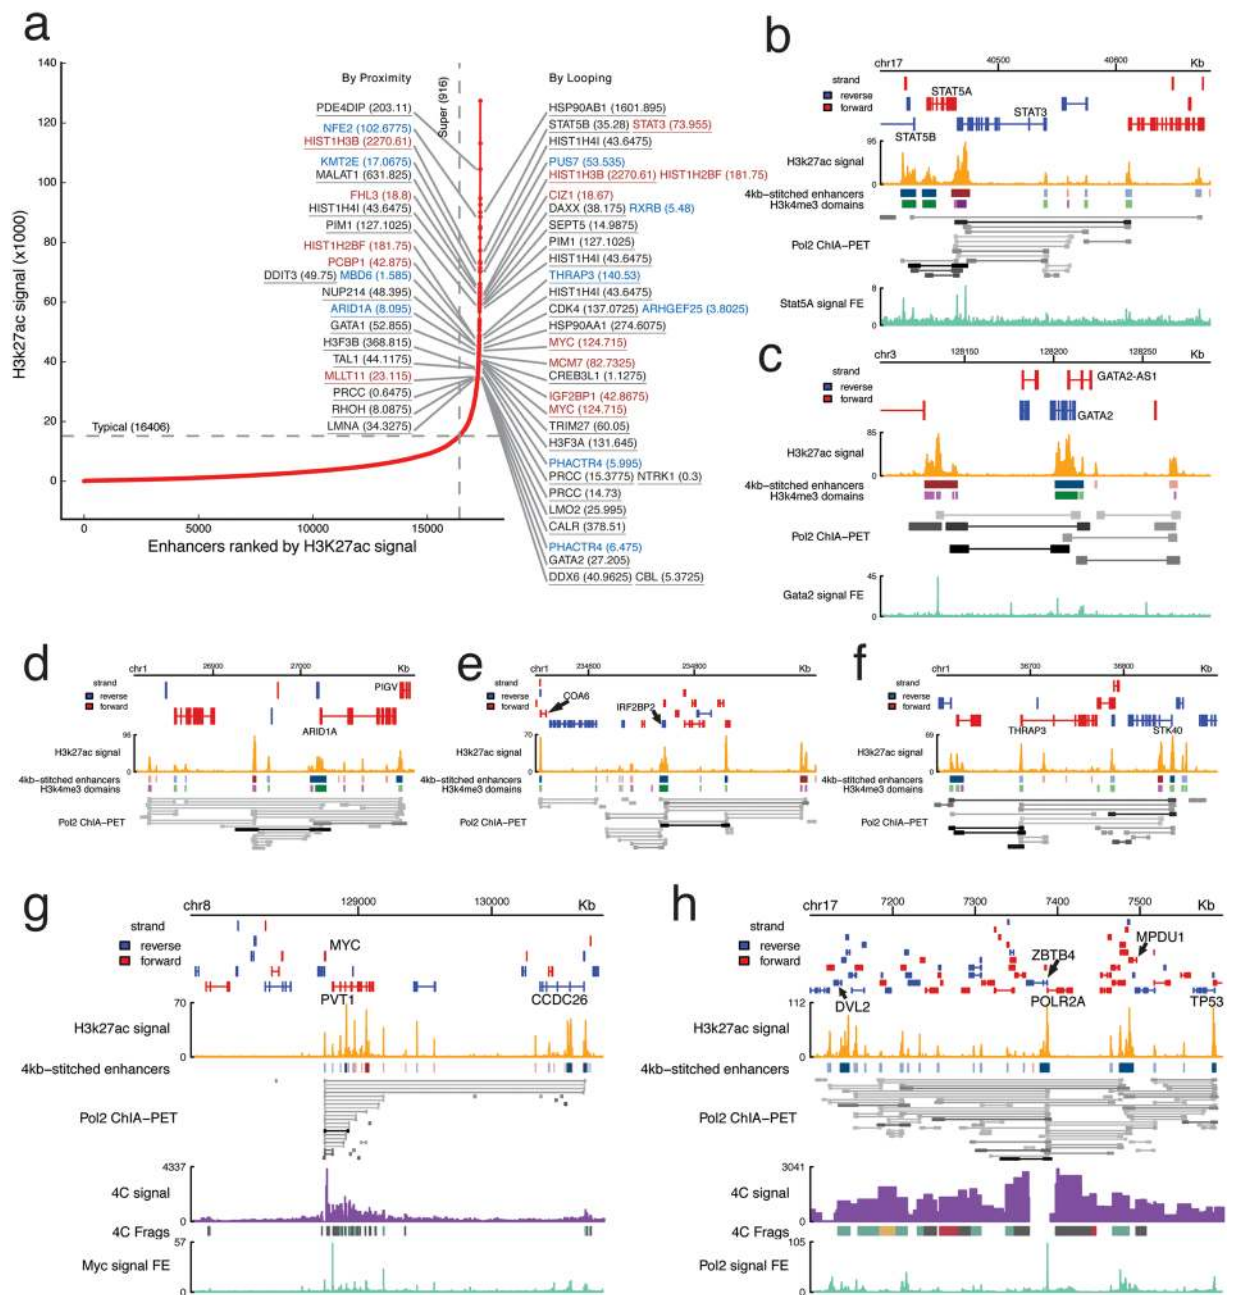 a
H3k27ac signal (x1000)
140
120
100
80
60
40
20
0
0
5000
10000
15000
Enhancers ranked by H3K27ac signal
Typical (16406)
Super (916)
By Proximity
PDE4DIP (203.11)
NFE2 (102.6775)
HIST1H3B (2270.61)
KMT2E (17.0675)
MALAT1 (631.825)
FHL3 (18.8)
HIST1H4I (43.6475)
PIM1 (127.1025)
HIST1H2BF (181.75)
PCBP1 (42.875)
DDIT3 (49.75) MBD6 (1.585)
NUP214 (48.395)
ARID1A (8.095)
GATA1 (52.855)
H3F3B (368.815)
TAL1 (44.1175)
MLLT11 (23.115)
PRCC (0.6475)
RHOH (8.0875)
LMNA (34.3275)
By Looping
HSP90AB1 (1601.895)
STAT5B (35.28) STAT3 (73.955)
HIST1H4I (43.6475)
PUS7 (53.535)
HIST1H3B (2270.61) HIST1H2BF (181.75)
CIZ1 (18.67)
DAXX (38.175) RXRB (5.48)
SEPT5 (14.9875)
PIM1 (127.1025)
HIST1H4I (43.6475)
THRAP3 (140.53)
HIST1H4I (43.6475)
CDK4 (137.0725) ARHGEF25 (3.8025)
HSP90AA1 (274.6075)
MYC (124.715)
MCM7 (82.7325)
CREB3L1 (1.1275)
IGF2BP1 (42.8675)
MYC (124.715)
TRIM27 (60.05)
H3F3A (131.645)
PHACTR4 (5.995)
PRCC (15.3775) NTRK1 (0.3)
PRCC (14.73)
LMO2 (25.995)
CALR (378.51)
PHACTR4 (6.475)
GATA2 (27.205)
DDX6 (40.9625) CBL (5.3725)
b
chr17
40500
40600
Kb
strand
reverse
forward
STAT5A
STAT3
STAT5B
95
H3k27ac signal
0
4kb-stitched enhancers
H3k4me3 domains
Pol2 ChIA-PET
8
Stat5A signal FE
0
c
chr3
128150
128200
128250
Kb
strand
reverse
forward
GATA2-AS1
GATA2
85
H3k27ac signal
0
4kb-stitched enhancers
H3k4me3 domains
Pol2 ChIA-PET
45
Gata2 signal FE
0
d
chr1
26900
27000
Kb
strand
reverse
forward
PIGV
ARID1A
95
H3k27ac signal
0
4kb-stitched enhancers
H3k4me3 domains
Pol2 ChIA-PET
e
chr1
234600
234800
Kb
strand
reverse
forward
COA6
IRF2BP2
70
H3k27ac signal
0
4kb-stitched enhancers
H3k4me3 domains
Pol2 ChIA-PET
f
chr1
36700
36800
Kb
strand
reverse
forward
THRAP3
STK40
69
H3k27ac signal
0
4kb-stitched enhancers
H3k4me3 domains
Pol2 ChIA-PET
g
chr8
129000
130000
Kb
strand
reverse
forward
MYC
PVT1
CCDC26
70
H3k27ac signal
0
4kb-stitched enhancers
Pol2 ChIA-PET
4337
4C signal
0
4C Frags
57
Myc signal FE
0
h
chr17
7200
7300
7400
7500
Kb
strand
reverse
forward
ZBTB4
MPDU1
DVL2
POLR2A
TP53
112
H3k27ac signal
0
4kb-stitched enhancers
Pol2 ChIA-PET
3041
4C signal
0
4C Frags
105
Pol2 signal FE
0